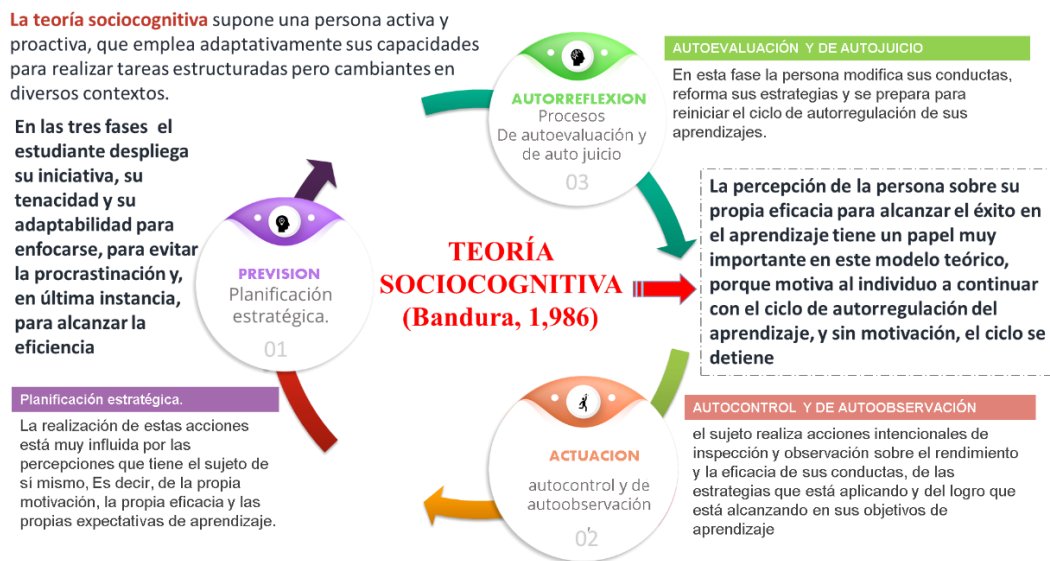 La teoría sociocognitiva supone una persona activa y
proactiva, que emplea adaptativamente sus capacidades
para realizar tareas estructuradas pero cambiantes en
diversos contextos.
En las tres fases el
estudiante despliega
su iniciativa, su
tenacidad y su
adaptabilidad para
enfocarse, para evitar
la procrastinación y,
en última instancia,
para alcanzar la
eficiencia
PREVISION
Planificación
estratégica.
01
Planificación estratégica.
La realización de estas acciones
está muy influida por las
percepciones que tiene el sujeto de
si mismo, Es decir, de la propia
motivación, la propia eficacia y las
propias expectativas de aprendizaje.
TEORÍA
SOCIOCOGNITIVA
(Bandura, 1,986)
AUTORREFLEXION
Procesos
De autoevaluación y
de auto juicio
03
AUTOEVALUACIÓN Y DE AUTOJUICIO
En esta fase la persona modifica sus conductas,
reforma sus estrategias y se prepara para
reiniciar el ciclo de autorregulación de sus
aprendizajes.
La percepción de la persona sobre su
propia eficacia para alcanzar el éxito en
el aprendizaje tiene un papel muy
importante en este modelo teórico,
porque motiva al individuo a continuar
con el ciclo de autorregulación del
aprendizaje, y sin motivación, el ciclo se
detiene
ACTUACION
autocontrol y de
autoobservación
,
02
AUTOCONTROL Y DE AUTOOBSERVACIÓN
el sujeto realiza acciones intencionales de
inspección y observación sobre el rendimiento
y la eficacia de sus conductas, de las
estrategias que está aplicando y del logro que
está alcanzando en sus objetivos de
aprendizaje